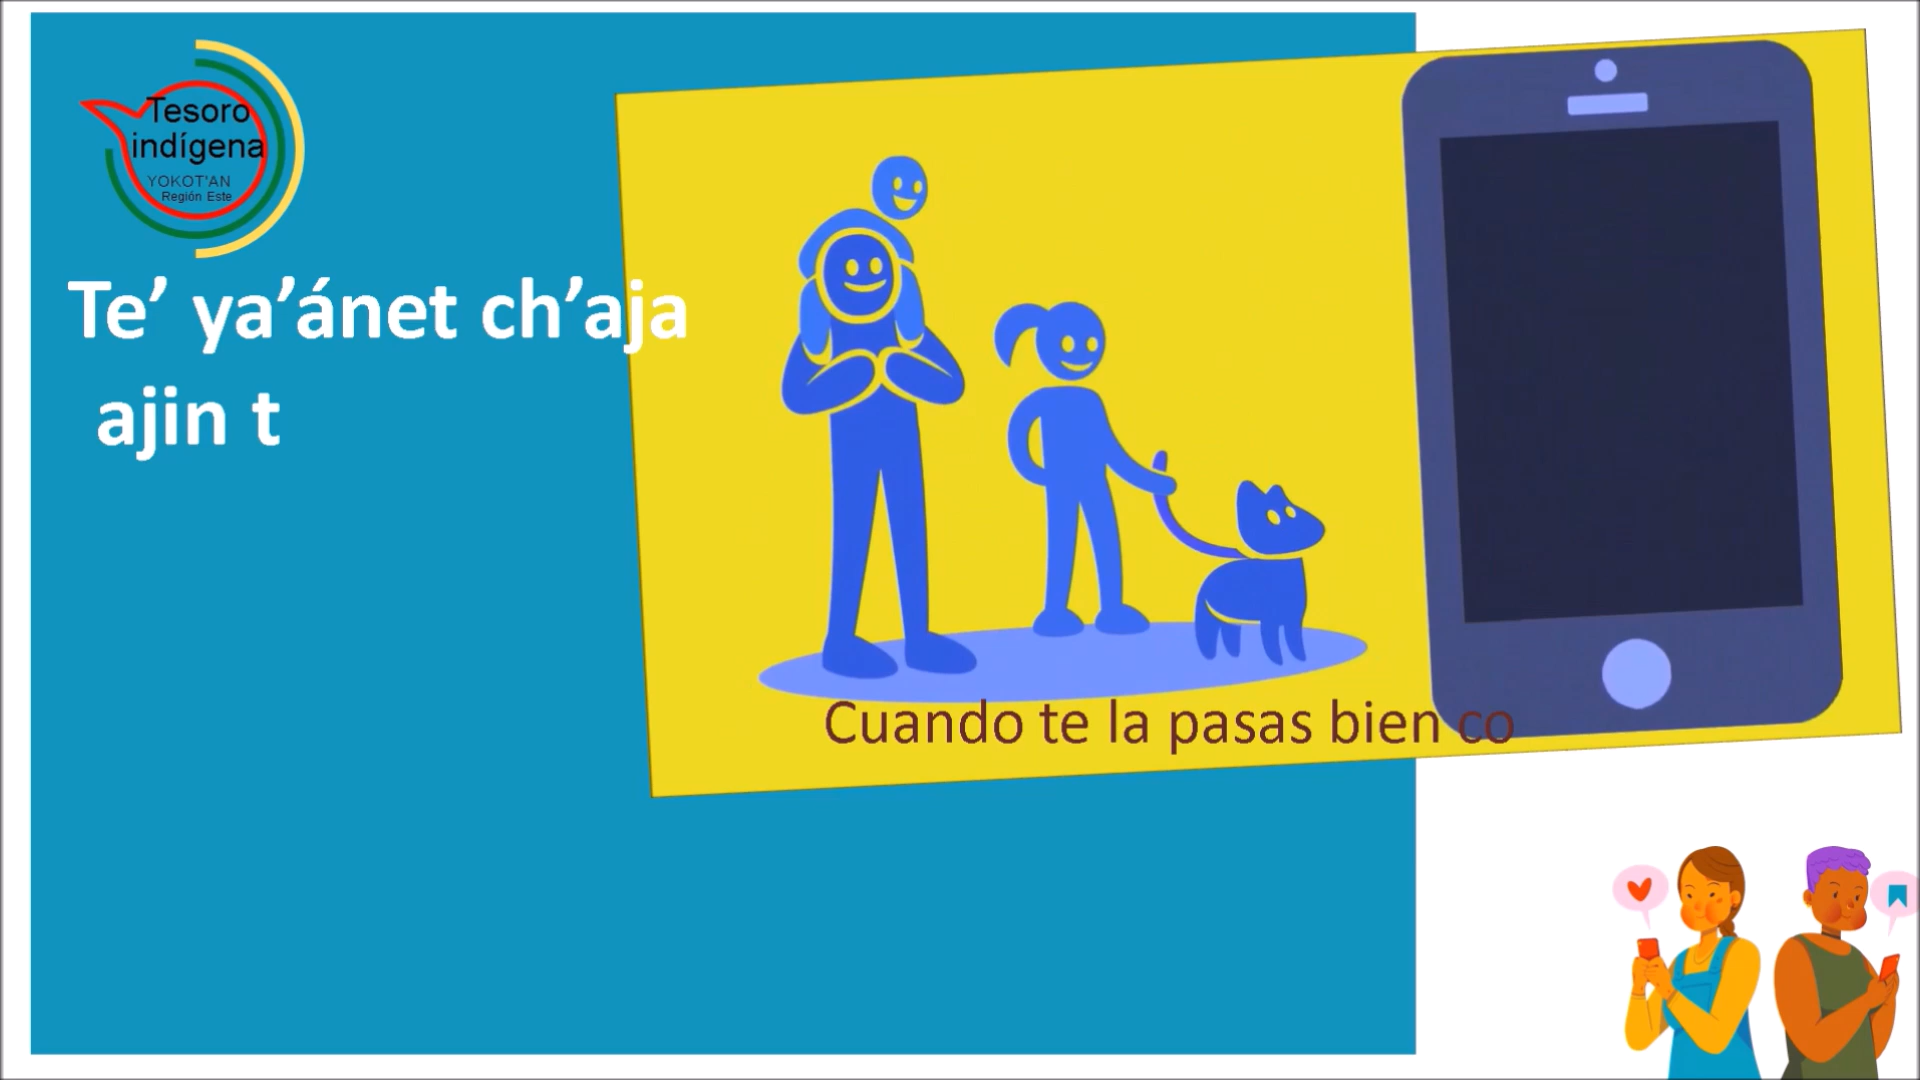 Tesoro
indígena
YOKOT'AN
Región Este
Te’ ya’ánet ch’aja
ajin t
Cuando te la pasas bien co